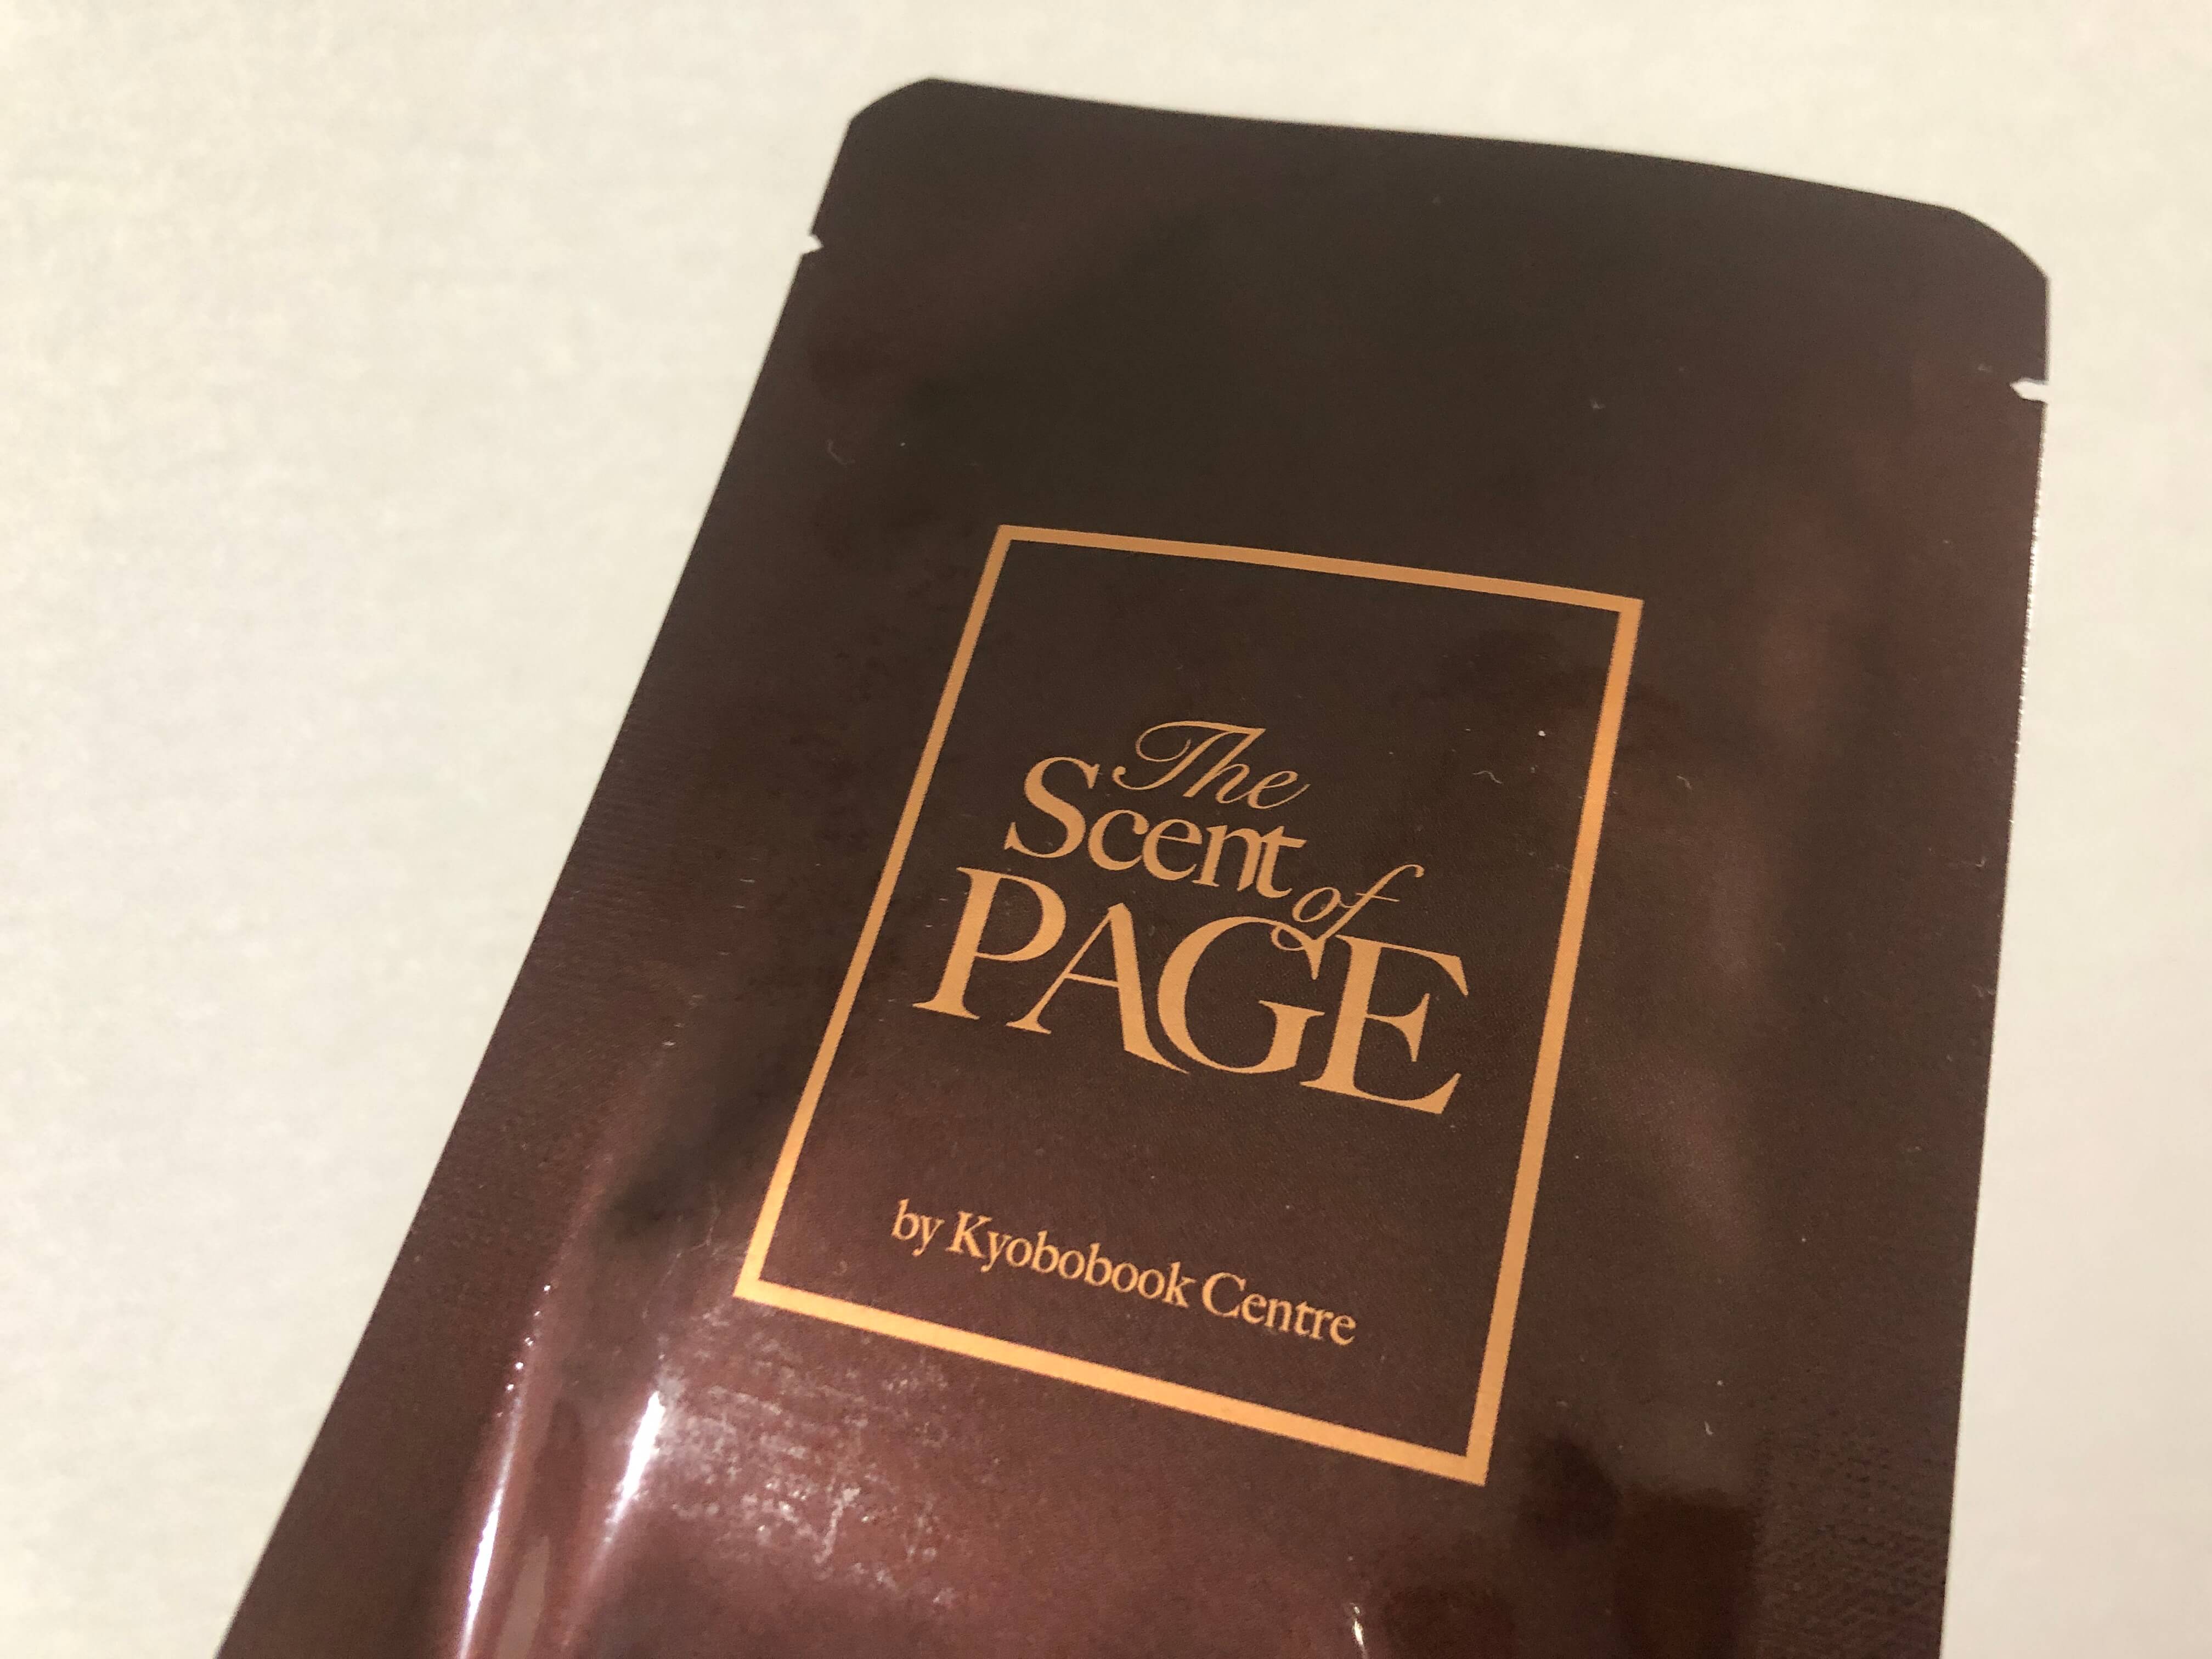 The
Scent of
PAGE
by Kyobobook Centre